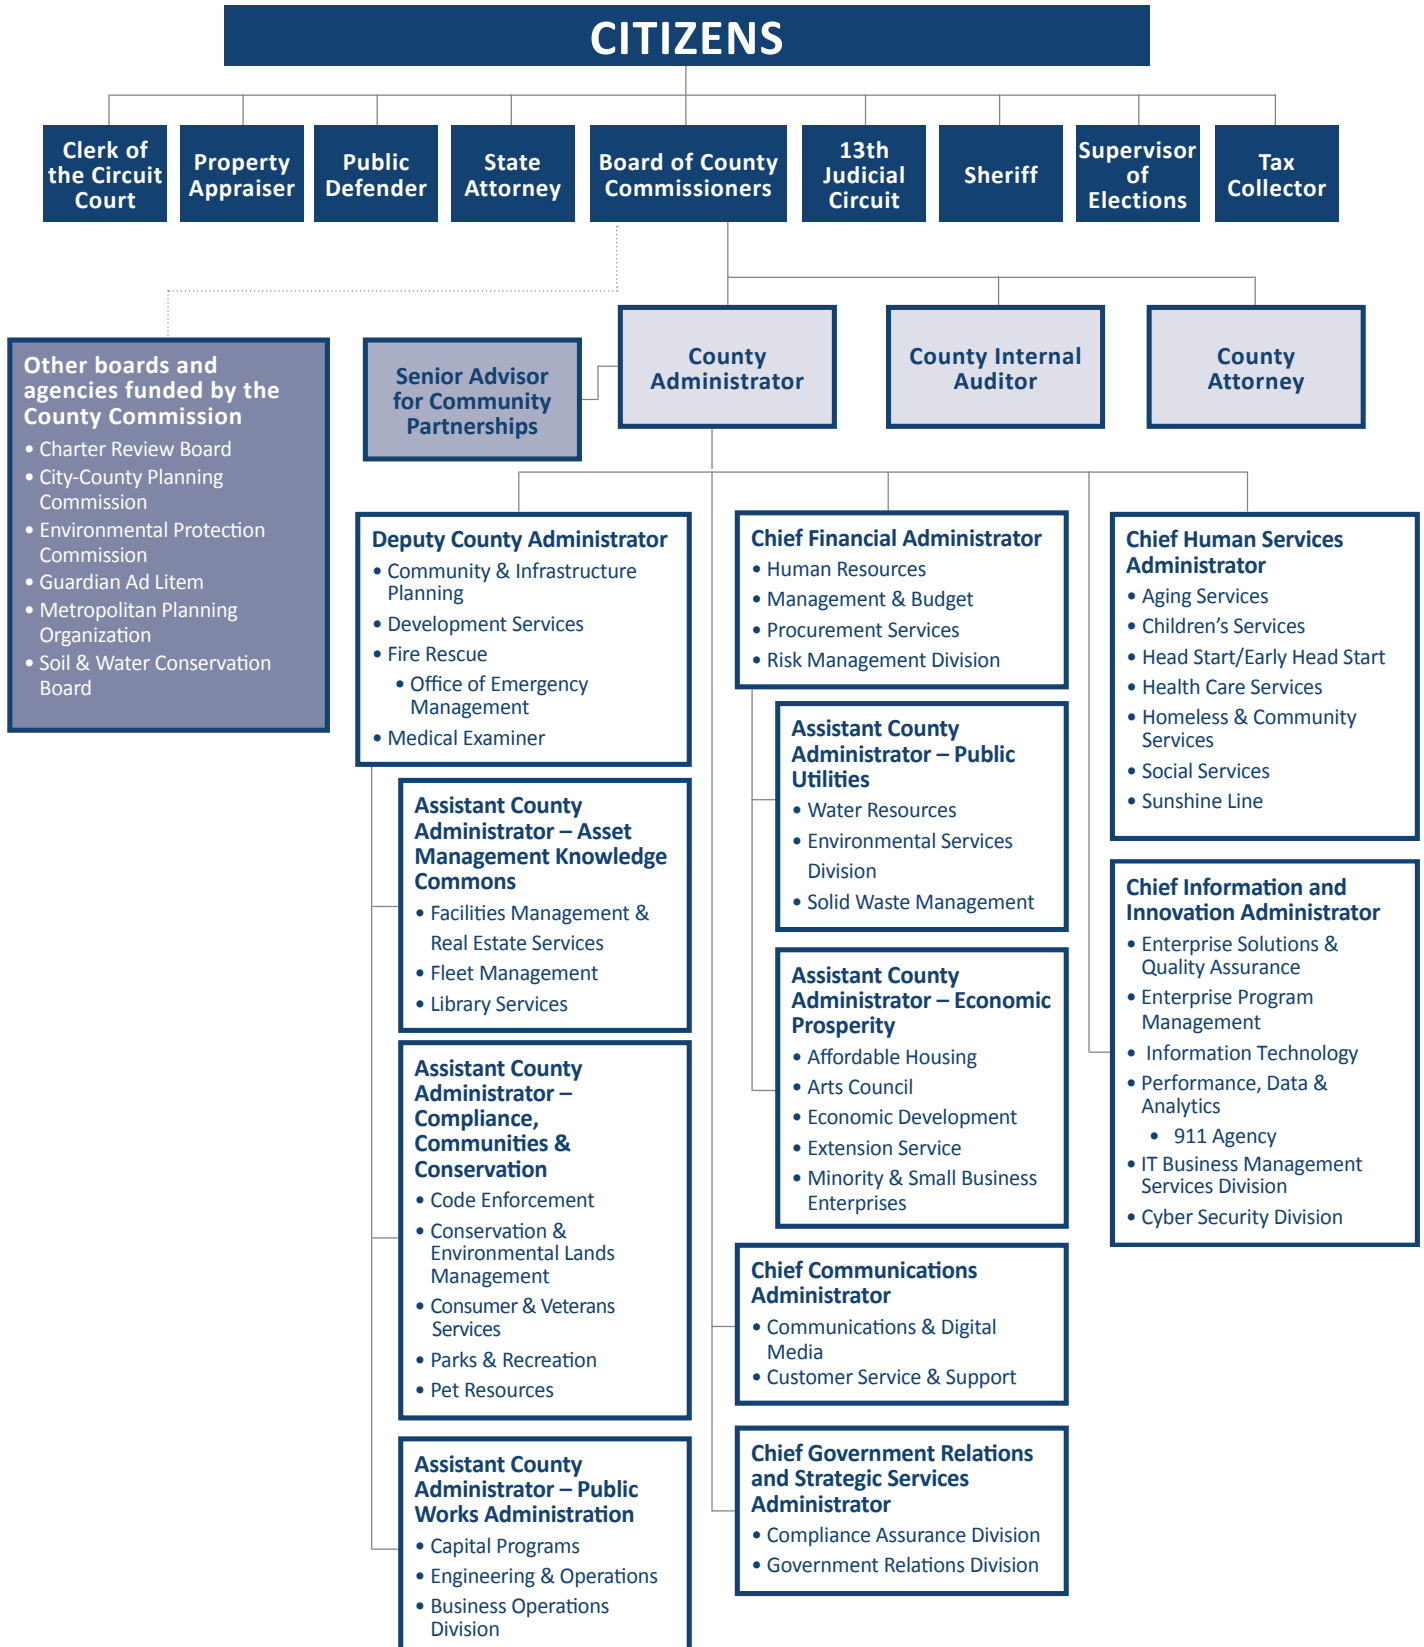 CITIZENS
Clerk of
the Circuit
Court
Property
Appraiser
Public
Defender
State
Attorney
Board of County
Commissioners
13th
Judicial
Circuit
Sheriff
Supervisor
of
Elections
Tax
Collector
Other boards and
agencies funded by the
County Commission
• Charter Review Board
• City-County Planning
Commission
• Environmental Protection
Commission
• Guardian Ad Litem
• Metropolitan Planning
Organization
• Soil & Water Conservation
Board
Senior Advisor
for Community
Partnerships
County
Administrator
County Internal
Auditor
County
Attorney
Deputy County Administrator
• Community & Infrastructure
Planning
• Development Services
• Fire Rescue
• Office of Emergency
Management
• Medical Examiner
Assistant County
Administrator – Asset
Management Knowledge
Commons
• Facilities Management &
Real Estate Services
• Fleet Management
• Library Services
Assistant County
Administrator –
Compliance,
Communities &
Conservation
• Code Enforcement
• Conservation &
Environmental Lands
Management
• Consumer & Veterans
Services
• Parks & Recreation
• Pet Resources
Assistant County
Administrator – Public
Works Administration
• Capital Programs
• Engineering & Operations
• Business Operations
Division
Chief Financial Administrator
• Human Resources
• Management & Budget
• Procurement Services
• Risk Management Division
Assistant County
Administrator – Public
Utilities
• Water Resources
• Environmental Services
Division
• Solid Waste Management
Assistant County
Administrator – Economic
Prosperity
• Affordable Housing
• Arts Council
• Economic Development
• Extension Service
• Minority & Small Business
Enterprises
Chief Communications
Administrator
• Communications & Digital
Media
• Customer Service & Support
Chief Government Relations
and Strategic Services
Administrator
• Compliance Assurance Division
• Government Relations Division
Chief Human Services
Administrator
• Aging Services
• Children’s Services
• Head Start/Early Head Start
• Health Care Services
• Homeless & Community
Services
• Social Services
• Sunshine Line
Chief Information and
Innovation Administrator
• Enterprise Solutions &
Quality Assurance
• Enterprise Program
Management
• Information Technology
• Performance, Data &
Analytics
• 911 Agency
• IT Business Management
Services Division
• Cyber Security Division